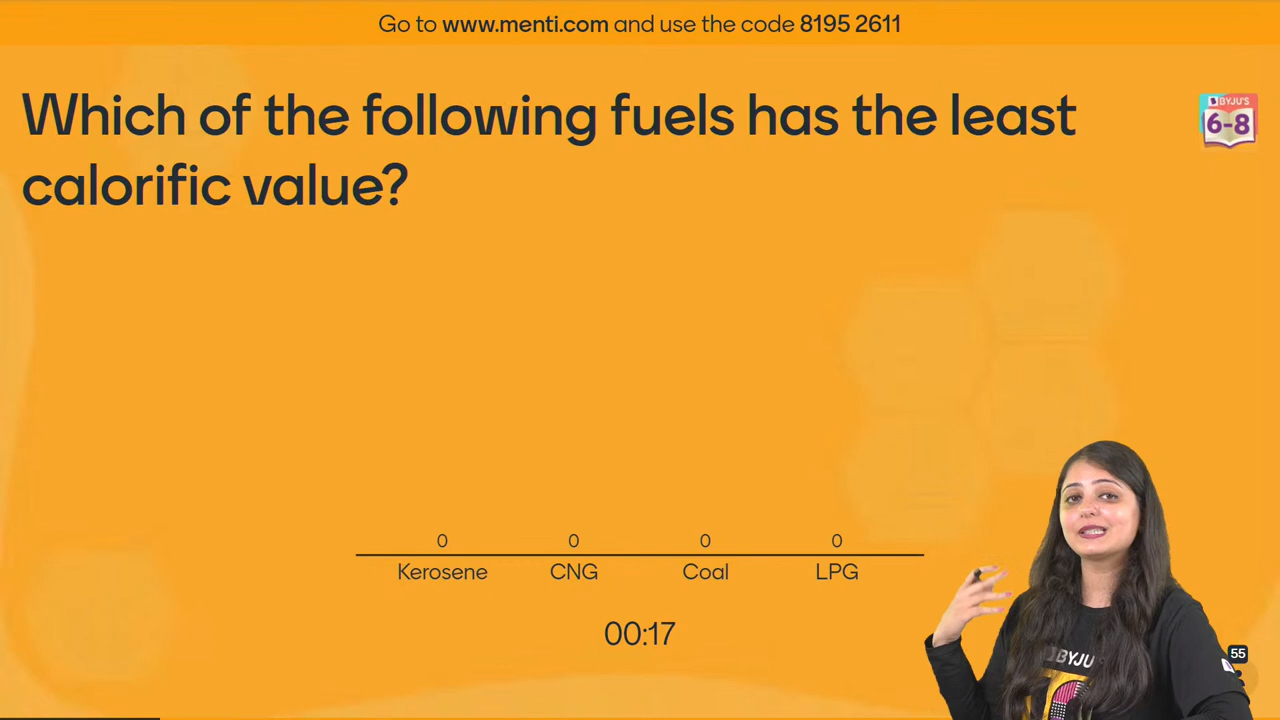 Go to www.menti.com and use the code 8195 2611
Which of the following fuels has the least
calorific value?
BYJU'S
6-8
0 0 0 0
Kerosene CNG Coal LPG
00:17
BYJU
55